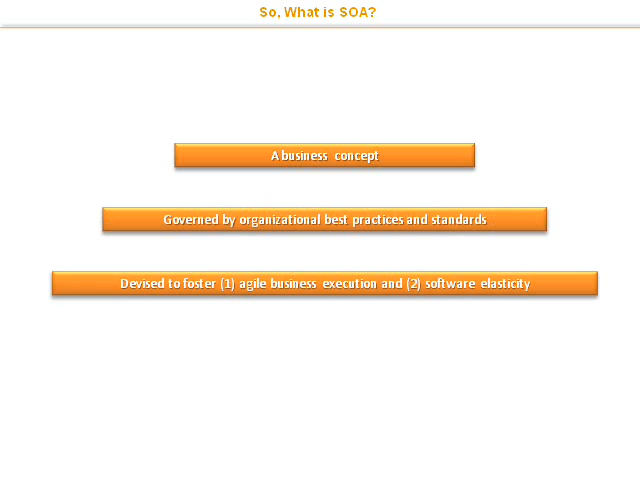 So, What is SOA?
A business concept
Governed by organizational best practices and standards
Devised to foster (1) agile business execution and (2) software elasticity